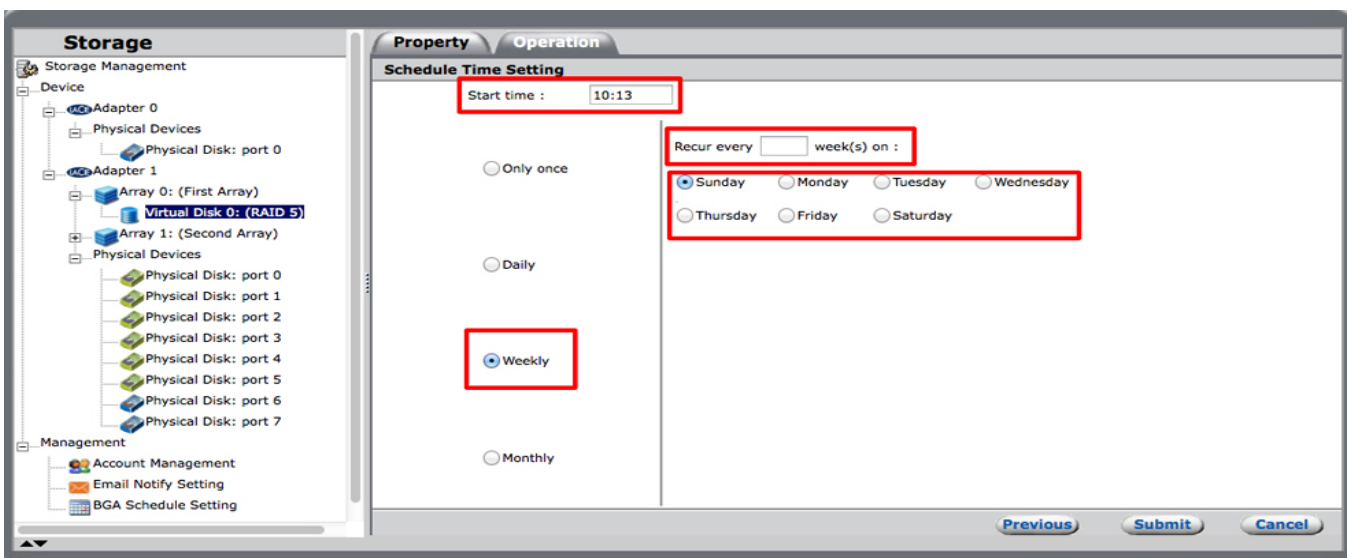 Storage
Storage Management
Device
Adapter 0
Physical Devices
Physical Disk: port 0
Adapter 1
Array 0: (First Array)
Virtual Disk 0: (RAID 5)
Array 1: (Second Array)
Physical Devices
Physical Disk: port 0
Physical Disk: port 1
Physical Disk: port 2
Physical Disk: port 3
Physical Disk: port 4
Physical Disk: port 5
Physical Disk: port 6
Physical Disk: port 7
Management
Account Management
Email Notify Setting
BGA Schedule Setting
Property Operation
Schedule Time Setting
Start time : 10:13
Only once
Daily
Weekly
Monthly
Recur every week(s) on :
Sunday Monday Tuesday Wednesday
Thursday Friday Saturday
Previous Submit Cancel